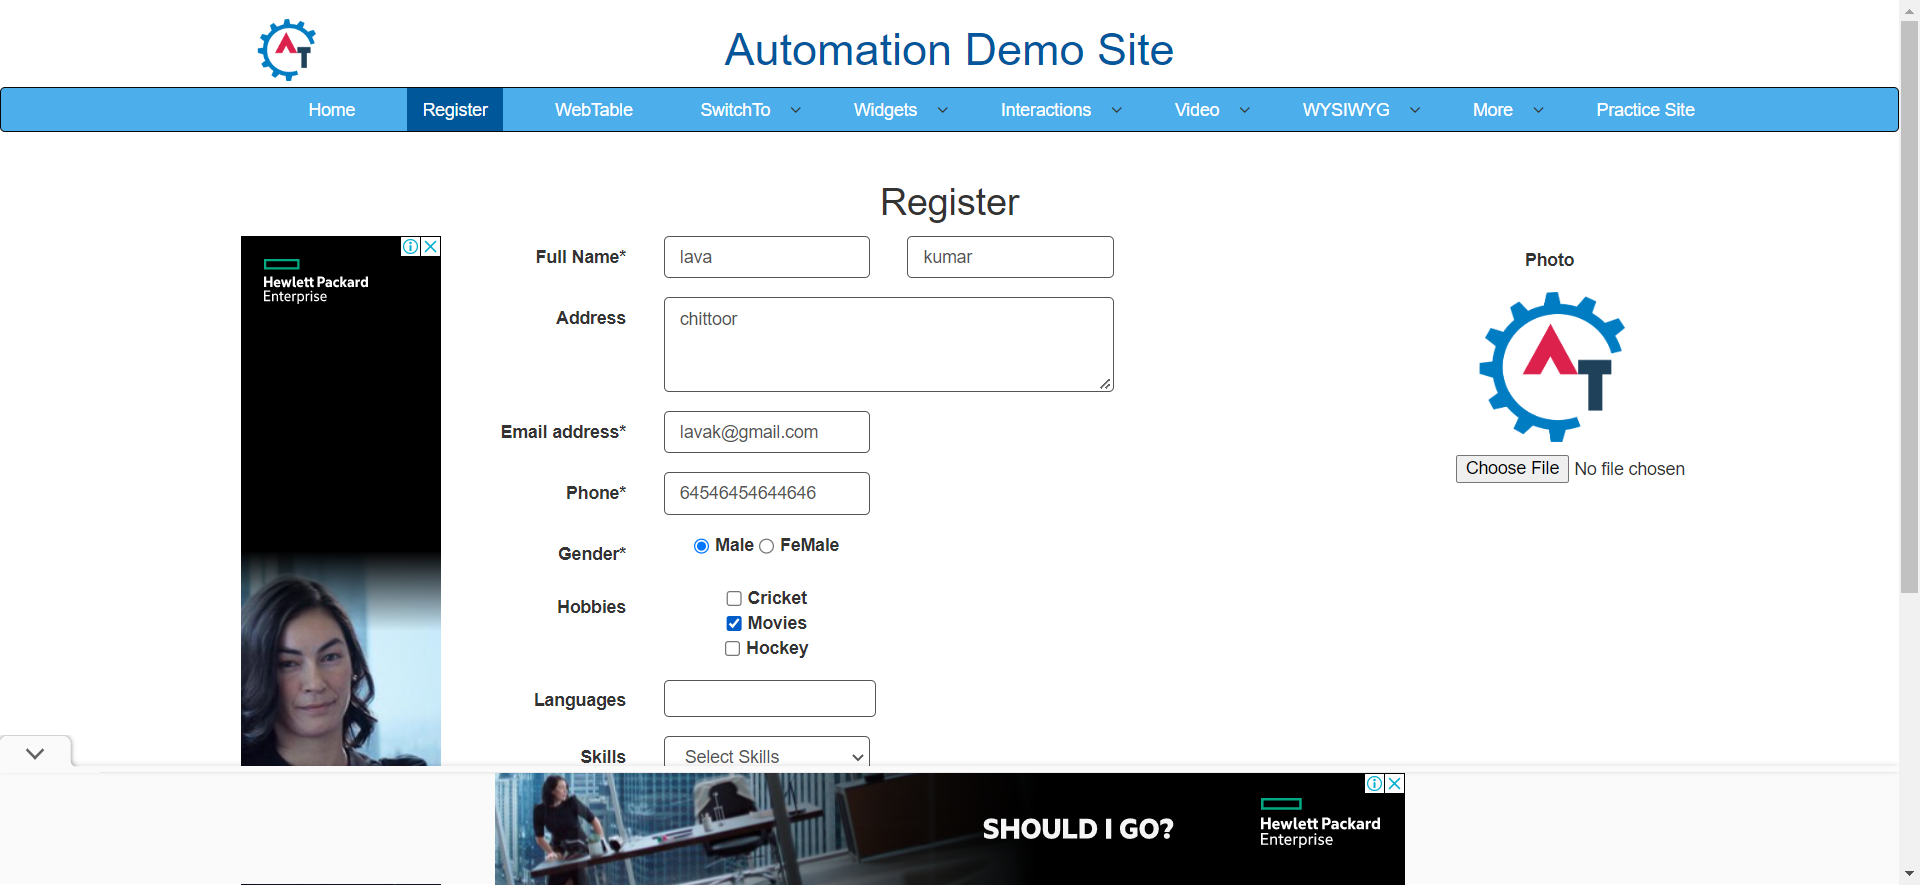 AT
Automation Demo Site
Home Register WebTable SwitchTo Widgets Interactions Video WYSIWYG More Practice Site
Register
Hewlett Packard
Enterprise
Full Name* lava kumar
Photo
Address chittoor
AT
Email address* lavak@gmail.com
Choose File No file chosen
Phone* 64546454644646
Gender* Male FeMale
Hobbies Cricket
Movies
Hockey
Languages
Skills Select Skills
SHOULD I GO?
Hewlett Packard
Enterprise